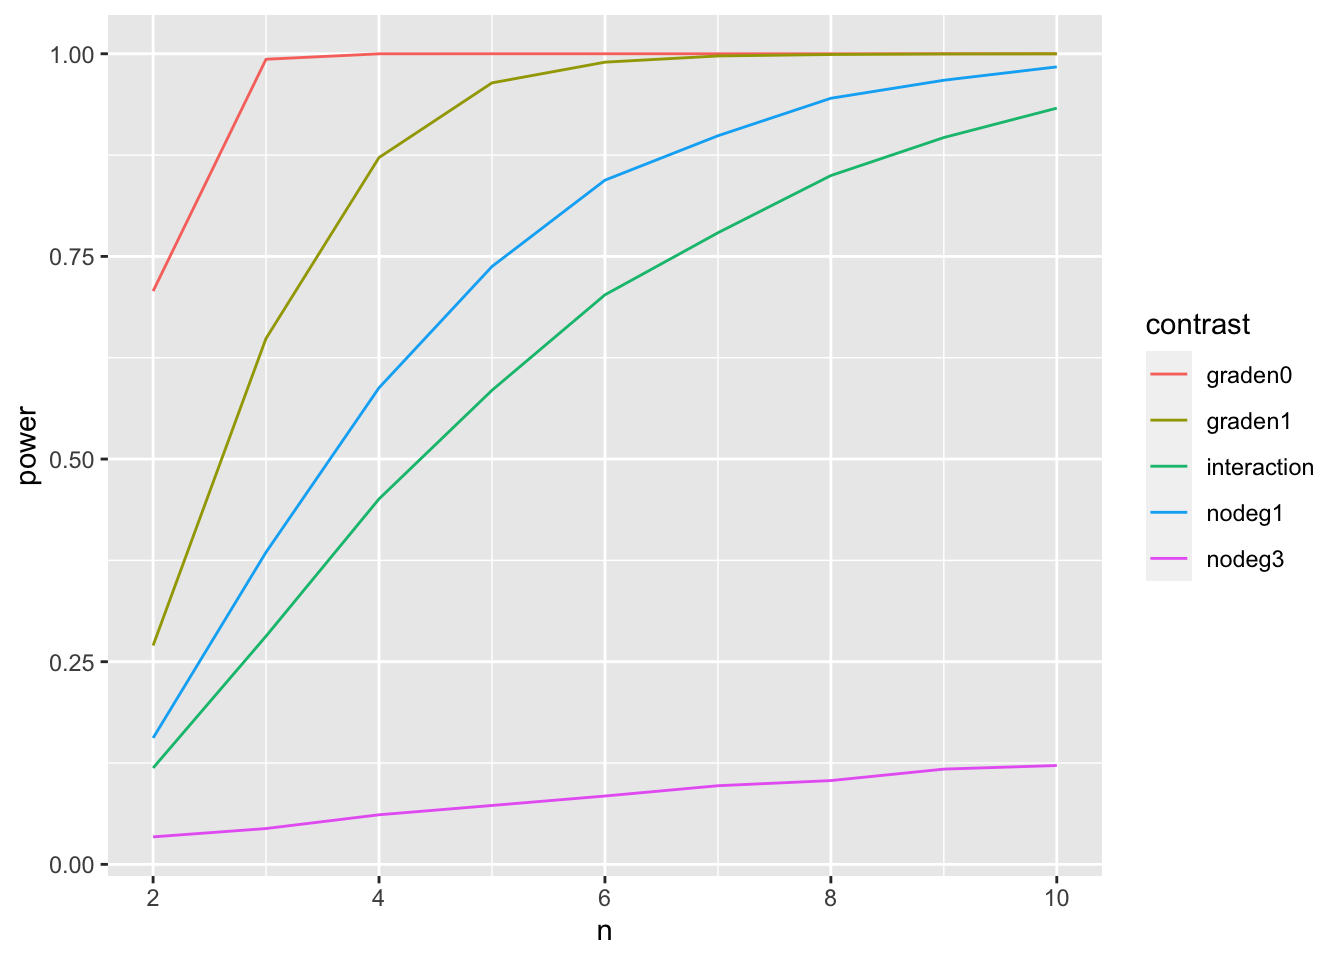 1.00
0.75
0.50
0.25
0.00
power
2 4 6 8 10
n
contrast
graden0
graden1
interaction
nodeg1
nodeg3